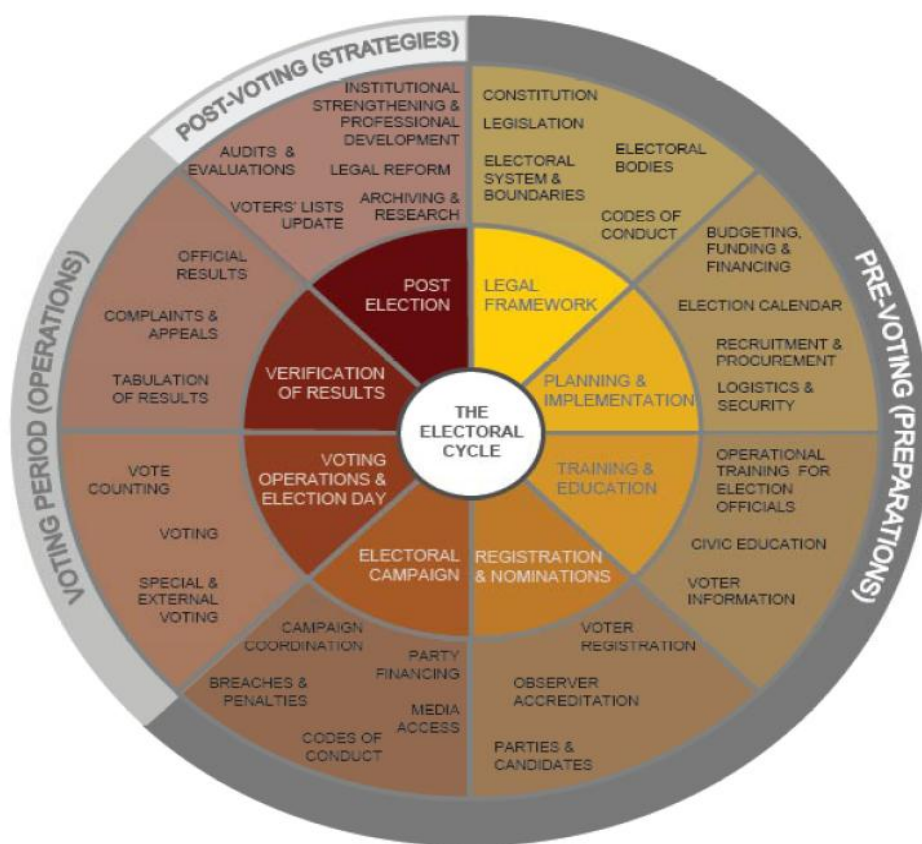 POST-VOTING (STRATEGIES)
PRE-VOTING (PREPARATIONS)
VOTING PERIOD (OPERATIONS)
THE
ELECTORAL
CYCLE
LEGAL
FRAMEWORK
CONSTITUTION
LEGISLATION
ELECTORAL
SYSTEM &
BOUNDARIES
ELECTORAL
BODIES
CODES OF
CONDUCT
PLANNING &
IMPLEMENTATION
BUDGETING,
FUNDING &
FINANCING
ELECTION CALENDAR
RECRUITMENT &
PROCUREMENT
LOGISTICS &
SECURITY
TRAINING &
EDUCATION
OPERATIONAL
TRAINING FOR
ELECTION
OFFICIALS
CIVIC EDUCATION
VOTER
INFORMATION
REGISTRATION
& NOMINATIONS
VOTER
REGISTRATION
OBSERVER
ACCREDITATION
PARTIES &
CANDIDATES
ELECTORAL
CAMPAIGN
CAMPAIGN
COORDINATION
PARTY
FINANCING
BREACHES &
PENALTIES
MEDIA
ACCESS
CODES OF
CONDUCT
VOTING
OPERATIONS &
ELECTION DAY
VOTE
COUNTING
VOTING
SPECIAL &
EXTERNAL
VOTING
VERIFICATION
OF RESULTS
OFFICIAL
RESULTS
COMPLAINTS &
APPEALS
TABULATION
OF RESULTS
POST
ELECTION
INSTITUTIONAL
STRENGTHENING &
PROFESSIONAL
DEVELOPMENT
AUDITS &
EVALUATIONS
LEGAL REFORM
VOTERS' LISTS
UPDATE
ARCHIVING &
RESEARCH